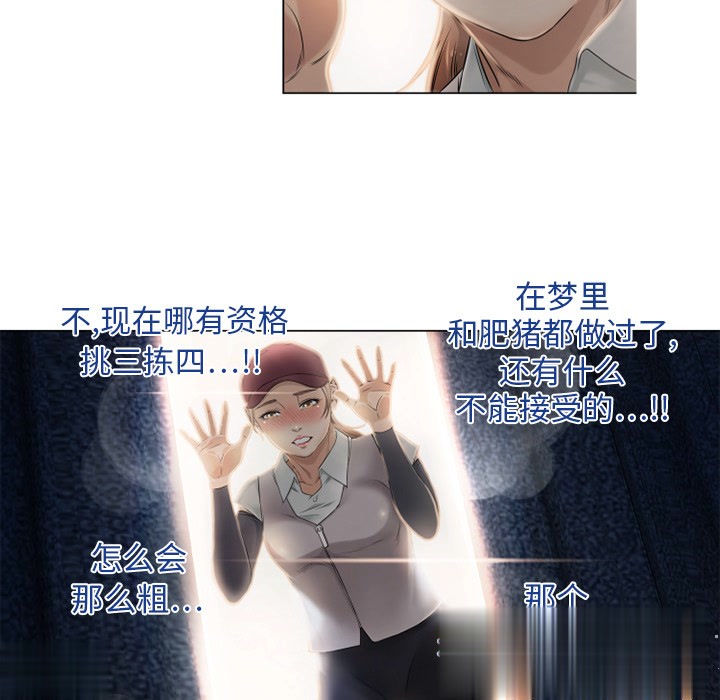 不,现在哪有资格
挑三拣四...!!
在梦里
和肥猪都做过了,
还有什么
不能接受的...!!
怎么会
那么粗...
那个